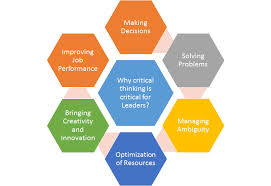 Making
Decisions
Improving
Job
Performance
Solving
Problems
Why critical
thinking is
critical for
Leaders?
Bringing
Creativity
and
Innovation
Managing
Ambiguity
Optimization
of Resources